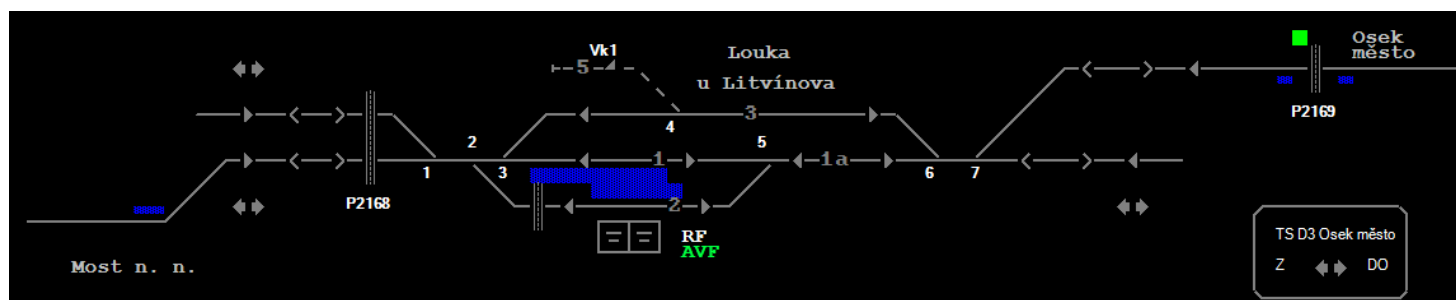 Vk1
Louka
u Litvínova
Osek
město
5
P2169
4
3
2
1
3
1
5
1a
6
7
P2168
2
RF
AVF
Most n. n.
TS D3 Osek město
Z DO